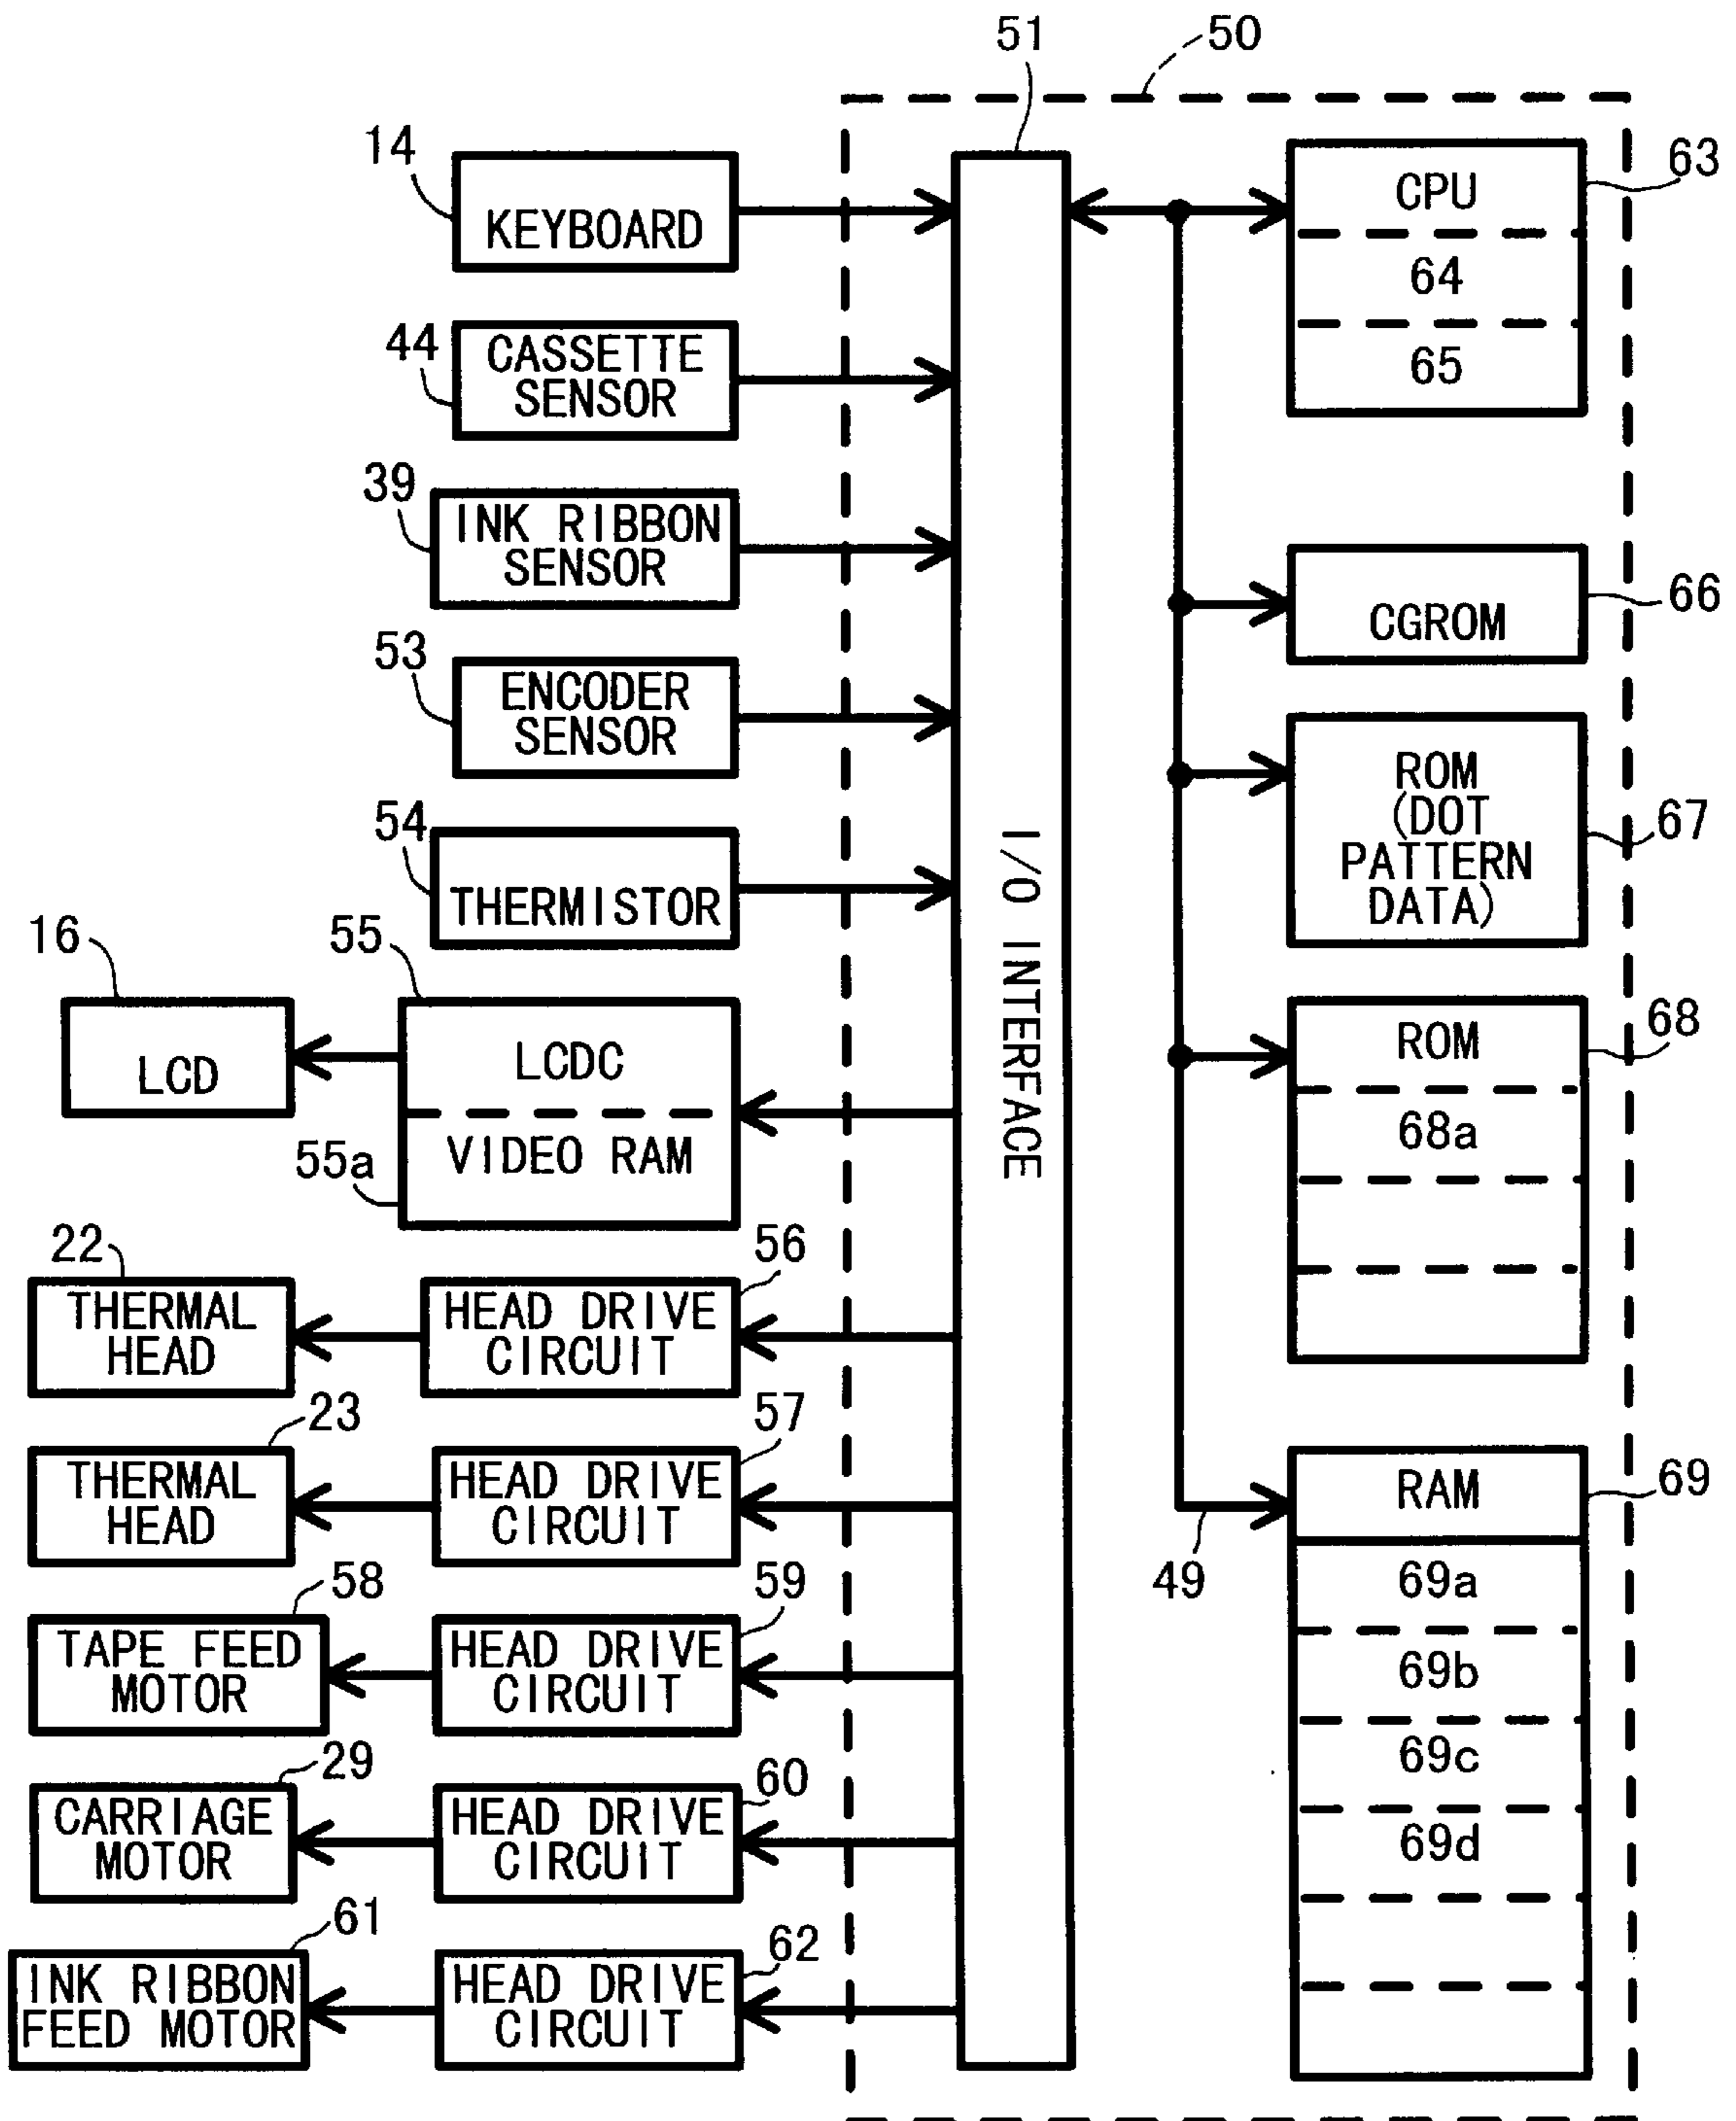 51
50
14
KEYBOARD
63
CPU
64
65
44
CASSETTE
SENSOR
39
INK RIBBON
SENSOR
66
CGROM
53
ENCODER
SENSOR
67
ROM
(DOT
PATTERN
DATA)
54
THERMISTOR
I/O INTERFACE
16
LCD
55
LCDC
55a
VIDEO RAM
68
ROM
68a
22
THERMAL
HEAD
56
HEAD DRIVE
CIRCUIT
23
THERMAL
HEAD
57
HEAD DRIVE
CIRCUIT
49
69
RAM
69a
69b
69c
69d
58
TAPE FEED
MOTOR
59
HEAD DRIVE
CIRCUIT
29
CARRIAGE
MOTOR
60
HEAD DRIVE
CIRCUIT
61
INK RIBBON
FEED MOTOR
62
HEAD DRIVE
CIRCUIT